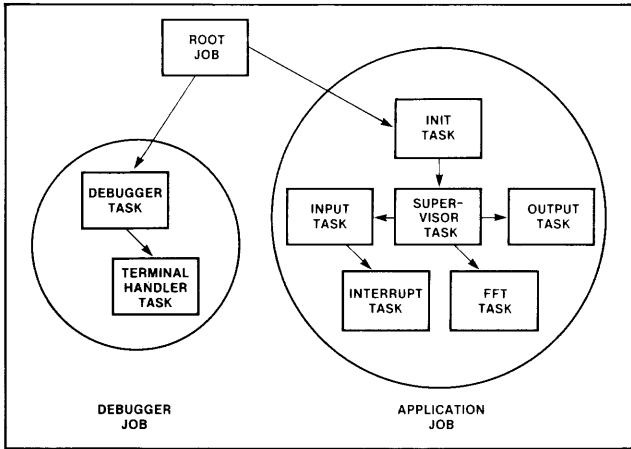 ROOT
JOB
INIT
TASK
DEBUGGER
TASK
INPUT
TASK
SUPER-
VISOR
TASK
OUTPUT
TASK
TERMINAL
HANDLER
TASK
INTERRUPT
TASK
FFT
TASK
DEBUGGER
JOB
APPLICATION
JOB